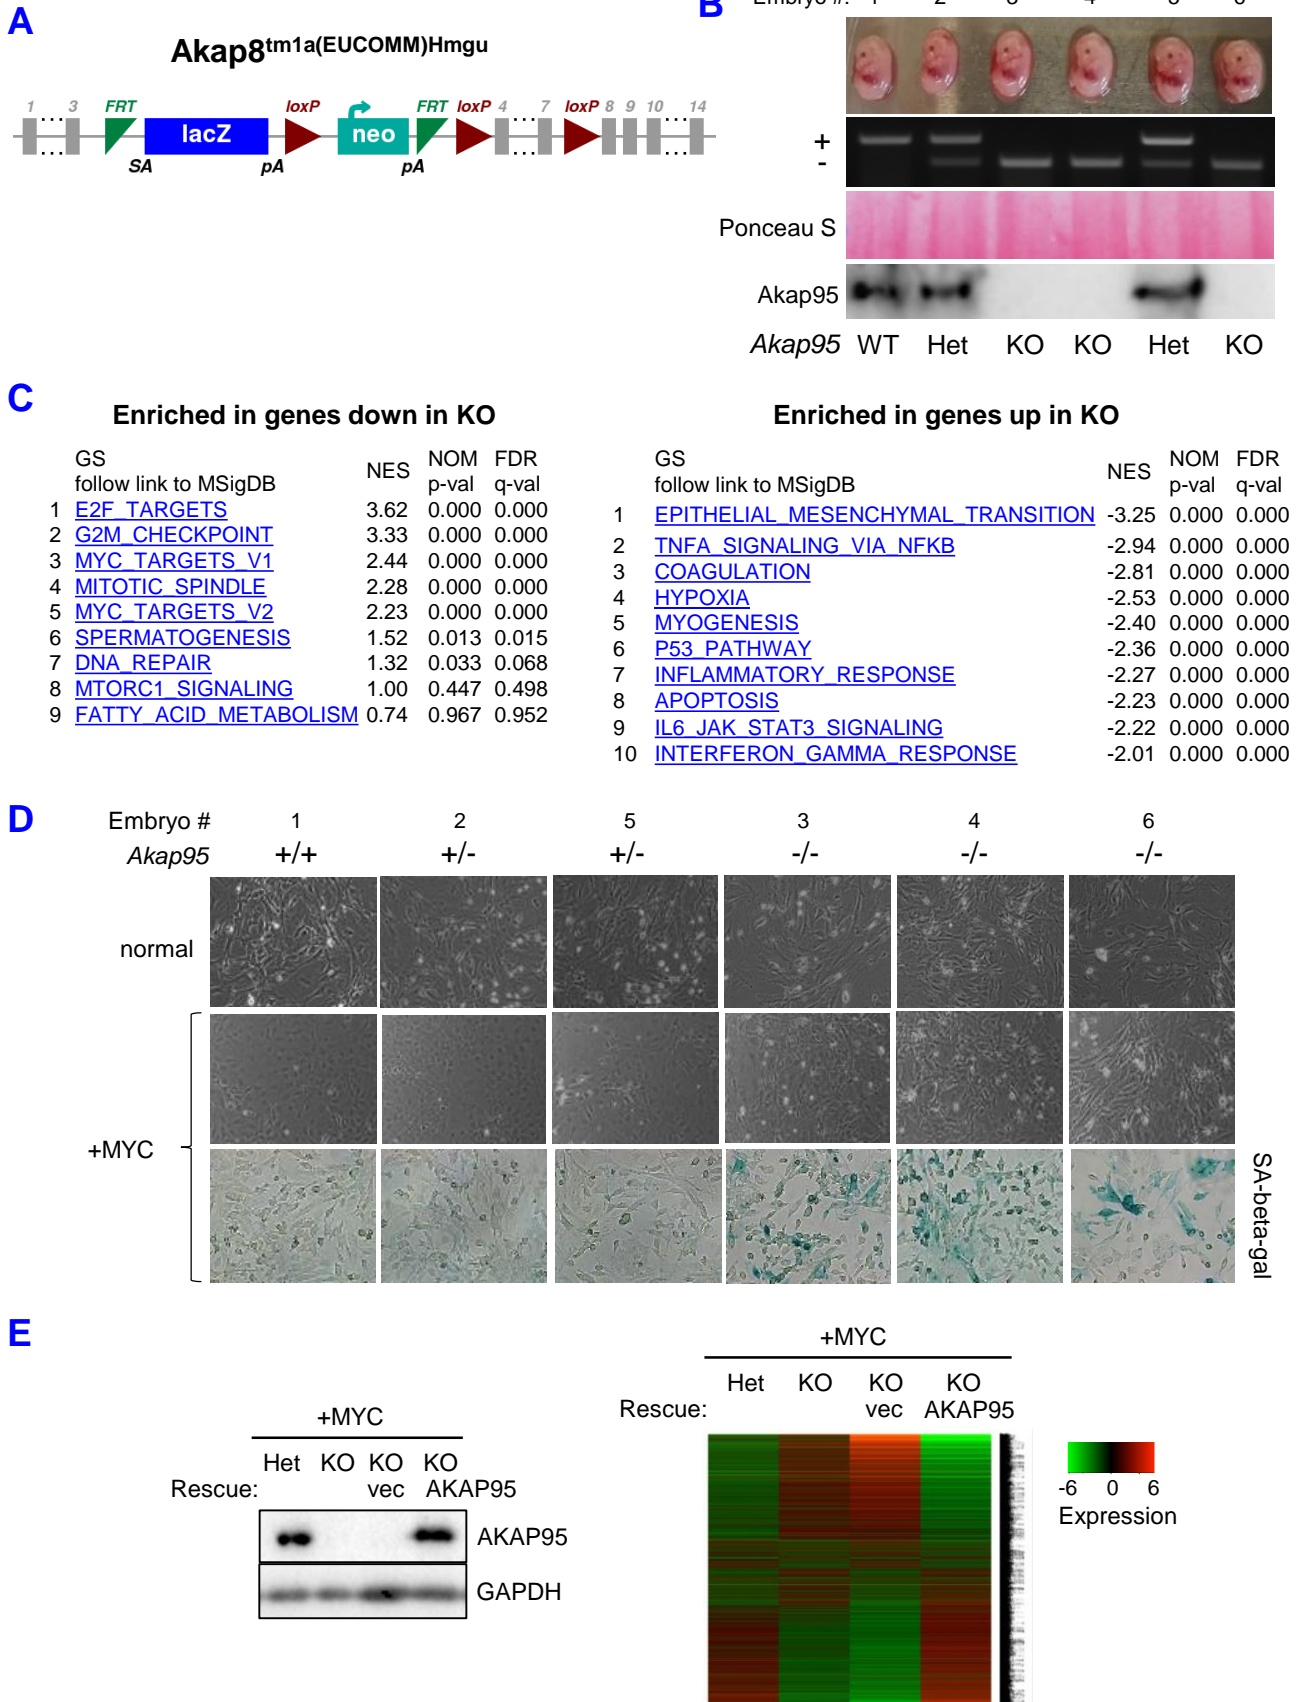 A
Akap8tm1a(EUCOMM)Hmgu
1 3 FRT loxP FRT loxP 4 7 loxP 8 9 10 14
... lacZ neo ... ...
SA pA pA
B
Embryo #: 1 2 3 4 5 6
+
-
Ponceau S
Akap95
Akap95 WT Het KO KO Het KO
C
Enriched in genes down in KO
GS follow link to MSigDB NES NOM p-val FDR q-val
1 E2F_TARGETS 3.62 0.000 0.000
2 G2M_CHECKPOINT 3.33 0.000 0.000
3 MYC_TARGETS_V1 2.44 0.000 0.000
4 MITOTIC_SPINDLE 2.28 0.000 0.000
5 MYC_TARGETS_V2 2.23 0.000 0.000
6 SPERMATOGENESIS 1.52 0.013 0.015
7 DNA_REPAIR 1.32 0.033 0.068
8 MTORC1_SIGNALING 1.00 0.447 0.498
9 FATTY_ACID_METABOLISM 0.74 0.967 0.952
Enriched in genes up in KO
GS follow link to MSigDB NES NOM p-val FDR q-val
1 EPITHELIAL_MESENCHYMAL_TRANSITION -3.25 0.000 0.000
2 TNFA_SIGNALING_VIA_NFKB -2.94 0.000 0.000
3 COAGULATION -2.81 0.000 0.000
4 HYPOXIA -2.53 0.000 0.000
5 MYOGENESIS -2.40 0.000 0.000
6 P53_PATHWAY -2.36 0.000 0.000
7 INFLAMMATORY_RESPONSE -2.27 0.000 0.000
8 APOPTOSIS -2.23 0.000 0.000
9 IL6_JAK_STAT3_SIGNALING -2.22 0.000 0.000
10 INTERFERON_GAMMA_RESPONSE -2.01 0.000 0.000
D
Embryo # 1 2 5 3 4 6
Akap95 +/+ +/- +/- -/- -/- -/-
normal
+MYC
SA-beta-gal
E
+MYC
Het KO KO KO
Rescue: vec AKAP95
AKAP95
GAPDH
+MYC
Het KO KO KO
Rescue: vec AKAP95
-6 0 6
Expression